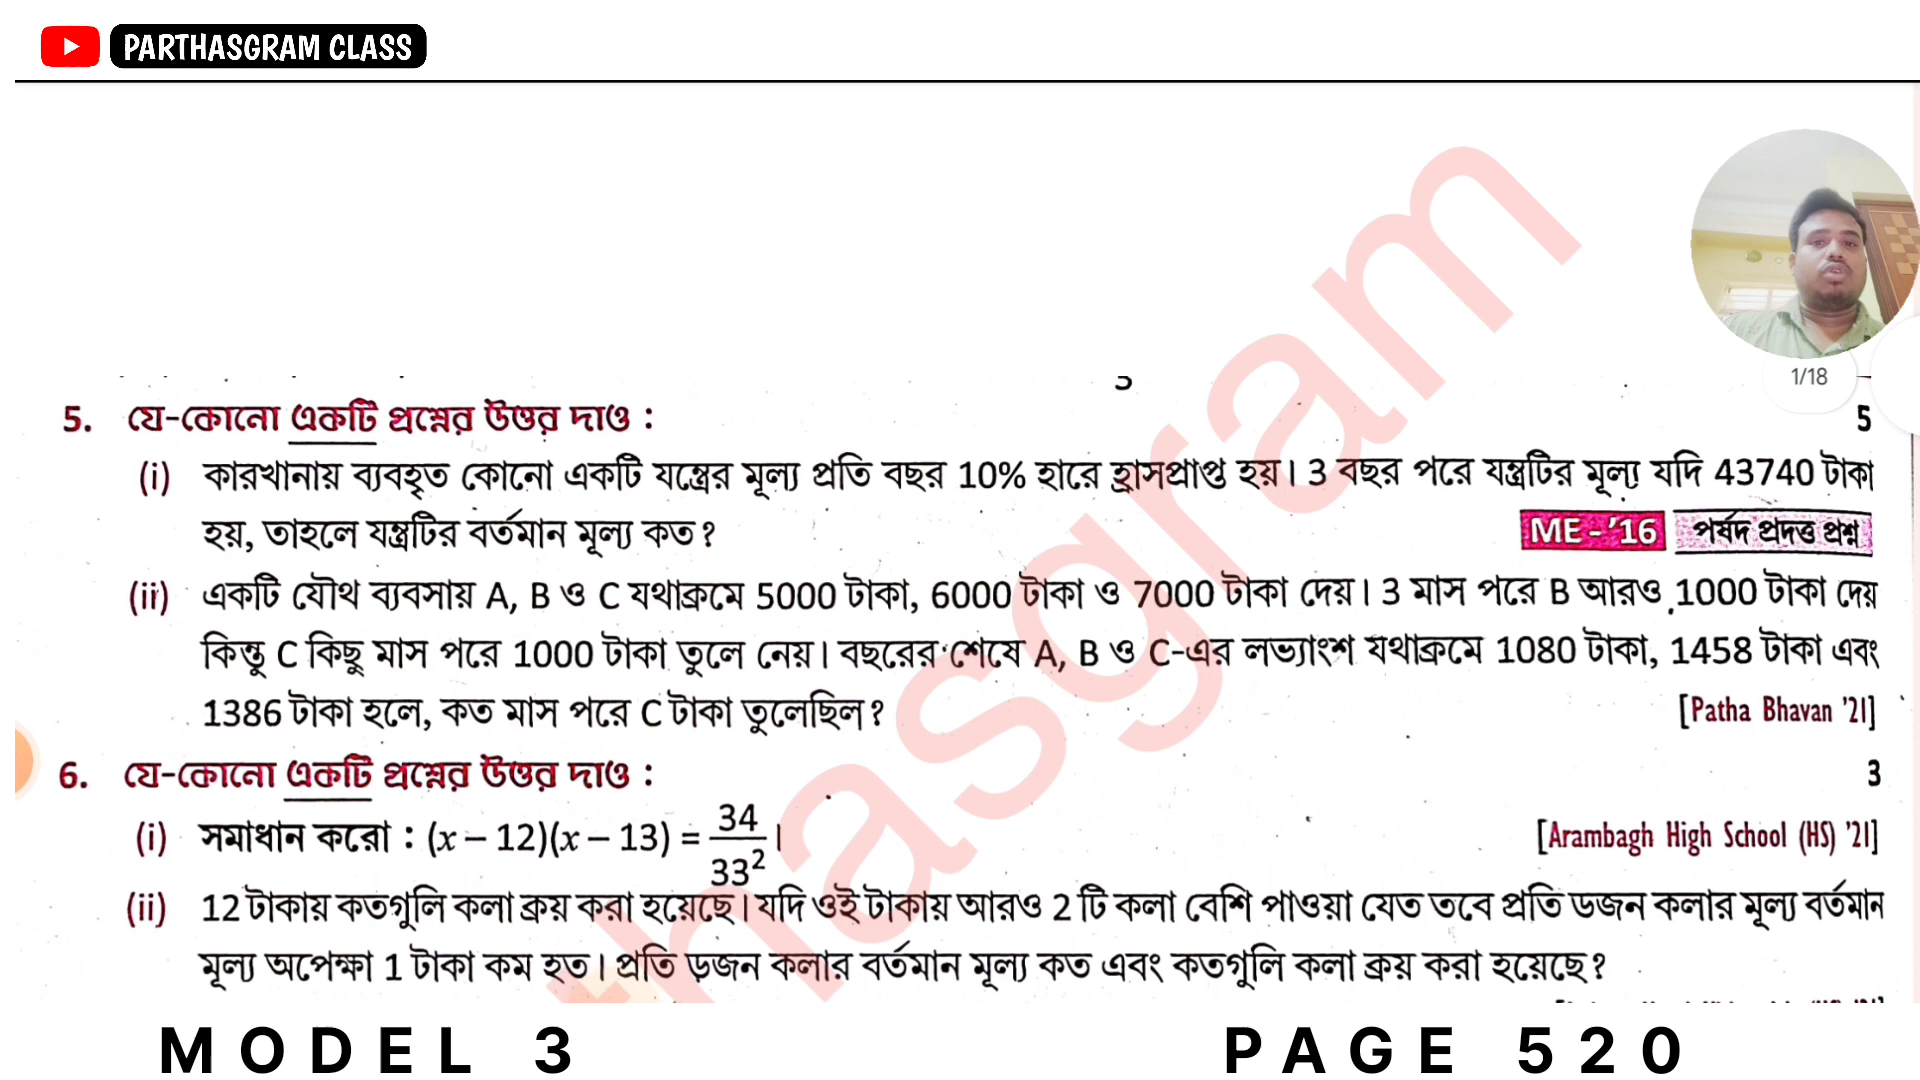 PARTHASGRAM CLASS
1/18
5. যে-কোনো একটি প্রশ্নের উত্তর দাও : 5
(i) কারখানায় ব্যবহৃত কোনো একটি যন্ত্রের মূল্য প্রতি বছর 10% হারে হ্রাসপ্রাপ্ত হয়। 3 বছর পরে যন্ত্রটির মূল্য যদি 43740 টাকা
হয়, তাহলে যন্ত্রটির বর্তমান মূল্য কত? ME - '16 পর্ষদ প্রদত্ত প্রশ্ন
(ii) একটি যৌথ ব্যবসায় A, B ও C যথাক্রমে 5000 টাকা, 6000 টাকা ও 7000 টাকা দেয়। 3 মাস পরে B আরও 1000 টাকা দেয়
কিন্তু C কিছু মাস পরে 1000 টাকা তুলে নেয়। বছরের শেষে A, B ও C-এর লভ্যাংশ যথাক্রমে 1080 টাকা, 1458 টাকা এবং
1386 টাকা হলে, কত মাস পরে C টাকা তুলেছিল? [Patha Bhavan '21]
6. যে-কোনো একটি প্রশ্নের উত্তর দাও : 3
(i) সমাধান করো : (x – 12)(x – 13) = 34/33² । [Arambagh High School (HS) '21]
(ii) 12 টাকায় কতগুলি কলা ক্রয় করা হয়েছে। যদি ওই টাকায় আরও 2 টি কলা বেশি পাওয়া যেত তবে প্রতি ডজন কলার মূল্য বর্তমান
মূল্য অপেক্ষা 1 টাকা কম হত। প্রতি ডজন কলার বর্তমান মূল্য কত এবং কতগুলি কলা ক্রয় করা হয়েছে?
hasgram
MODEL 3 PAGE 520